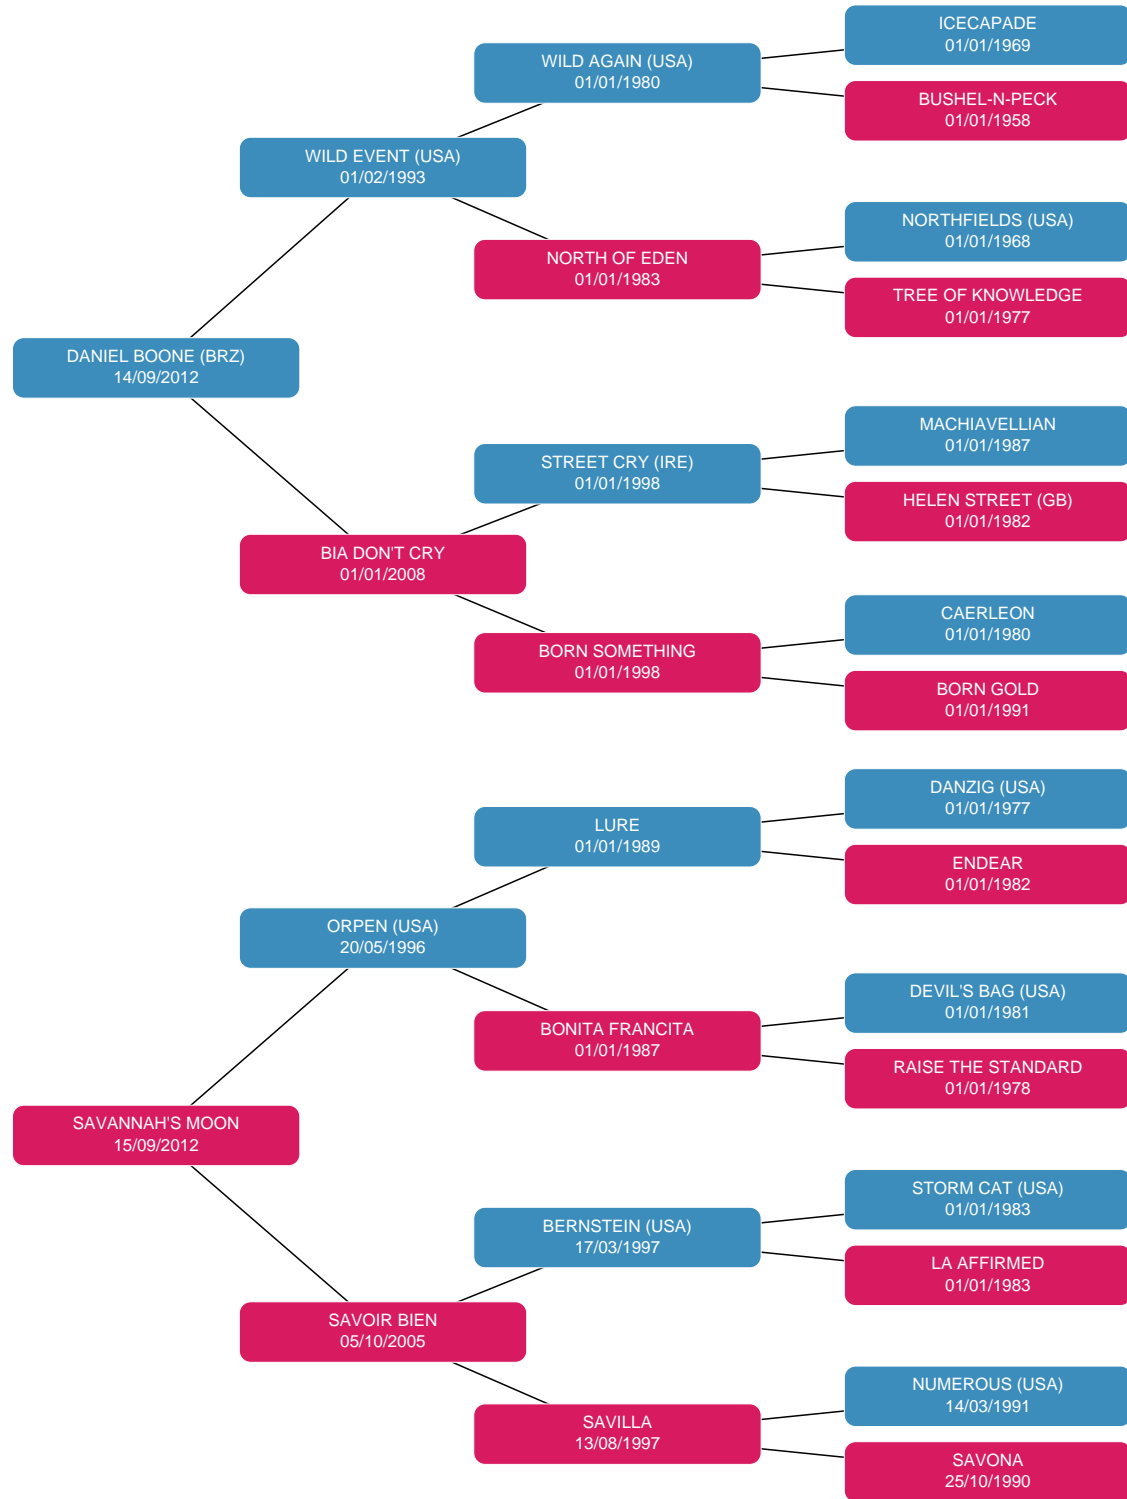 ICECAPADE
01/01/1969
WILD AGAIN (USA)
01/01/1980
BUSHEL-N-PECK
01/01/1958
WILD EVENT (USA)
01/02/1993
NORTHFIELDS (USA)
01/01/1968
NORTH OF EDEN
01/01/1983
TREE OF KNOWLEDGE
01/01/1977
DANIEL BOONE (BRZ)
14/09/2012
MACHIAVELLIAN
01/01/1987
STREET CRY (IRE)
01/01/1998
HELEN STREET (GB)
01/01/1982
BIA DON'T CRY
01/01/2008
CAERLEON
01/01/1980
BORN SOMETHING
01/01/1998
BORN GOLD
01/01/1991
DANZIG (USA)
01/01/1977
LURE
01/01/1989
ENDEAR
01/01/1982
ORPEN (USA)
20/05/1996
DEVIL'S BAG (USA)
01/01/1981
BONITA FRANCITA
01/01/1987
RAISE THE STANDARD
01/01/1978
SAVANNAH'S MOON
15/09/2012
STORM CAT (USA)
01/01/1983
BERNSTEIN (USA)
17/03/1997
LA AFFIRMED
01/01/1983
SAVOIR BIEN
05/10/2005
NUMEROUS (USA)
14/03/1991
SAVILLA
13/08/1997
SAVONA
25/10/1990